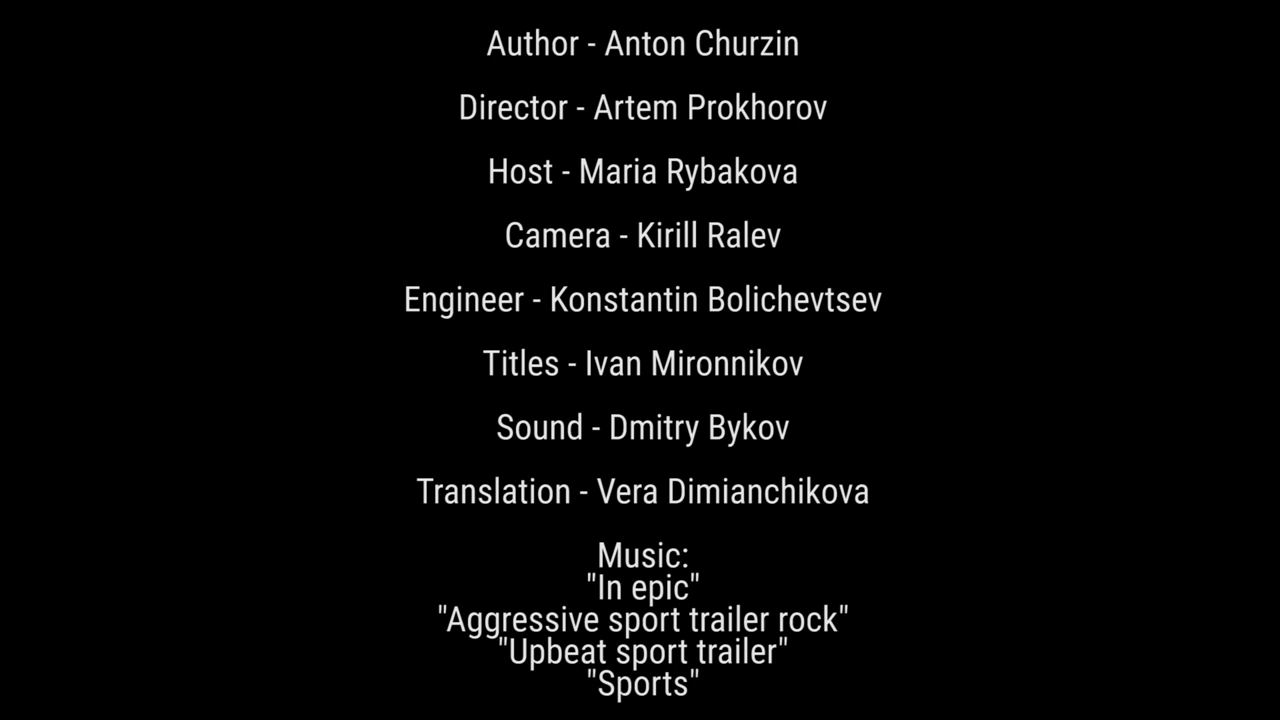 Author - Anton Churzin
Director - Artem Prokhorov
Host - Maria Rybakova
Camera - Kirill Ralev
Engineer - Konstantin Bolichevtsev
Titles - Ivan Mironnikov
Sound - Dmitry Bykov
Translation - Vera Dimianchikova
Music:
"In epic"
"Aggressive sport trailer rock"
"Upbeat sport trailer"
"Sports"